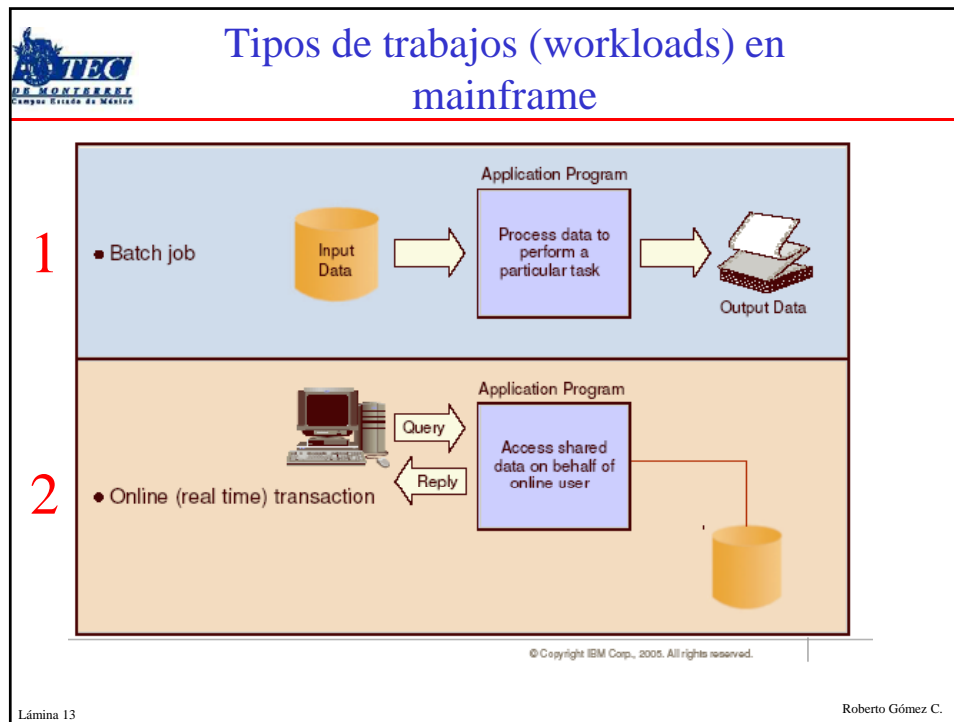 TEC
DE MONTERREY
Campus Estado de México
Tipos de trabajos (workloads) en
mainframe
1
• Batch job
Input
Data
Application Program
Process data to
perform a
particular task
Output Data
2
• Online (real time) transaction
Query
Reply
Application Program
Access shared
data on behalf of
online user
© Copyright IBM Corp., 2005. All rights reserved.
Lámina 13
Roberto Gómez C.